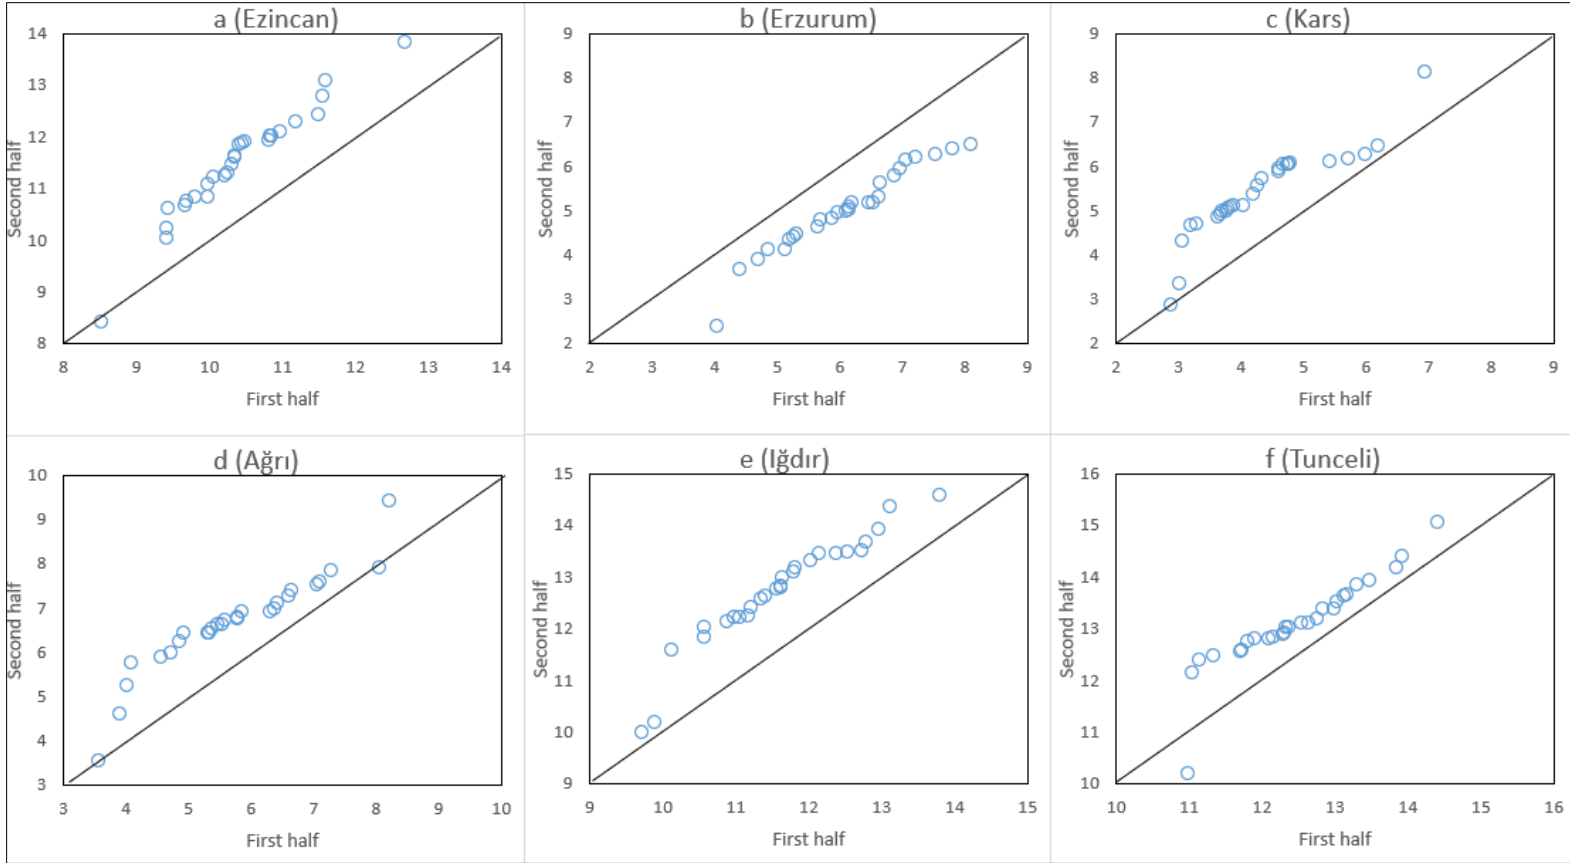 a (Ezincan)
14
13
12
11
10
9
8
Second half
8 9 10 11 12 13 14
First half
b (Erzurum)
9
8
7
6
5
4
3
2
Second half
2 3 4 5 6 7 8 9
First half
c (Kars)
9
8
7
6
5
4
3
2
Second half
2 3 4 5 6 7 8 9
First half
d (Ağrı)
10
9
8
7
6
5
4
3
Second half
3 4 5 6 7 8 9 10
First half
e (Iğdır)
15
14
13
12
11
10
9
Second half
9 10 11 12 13 14 15
First half
f (Tunceli)
16
15
14
13
12
11
10
Second half
10 11 12 13 14 15 16
First half